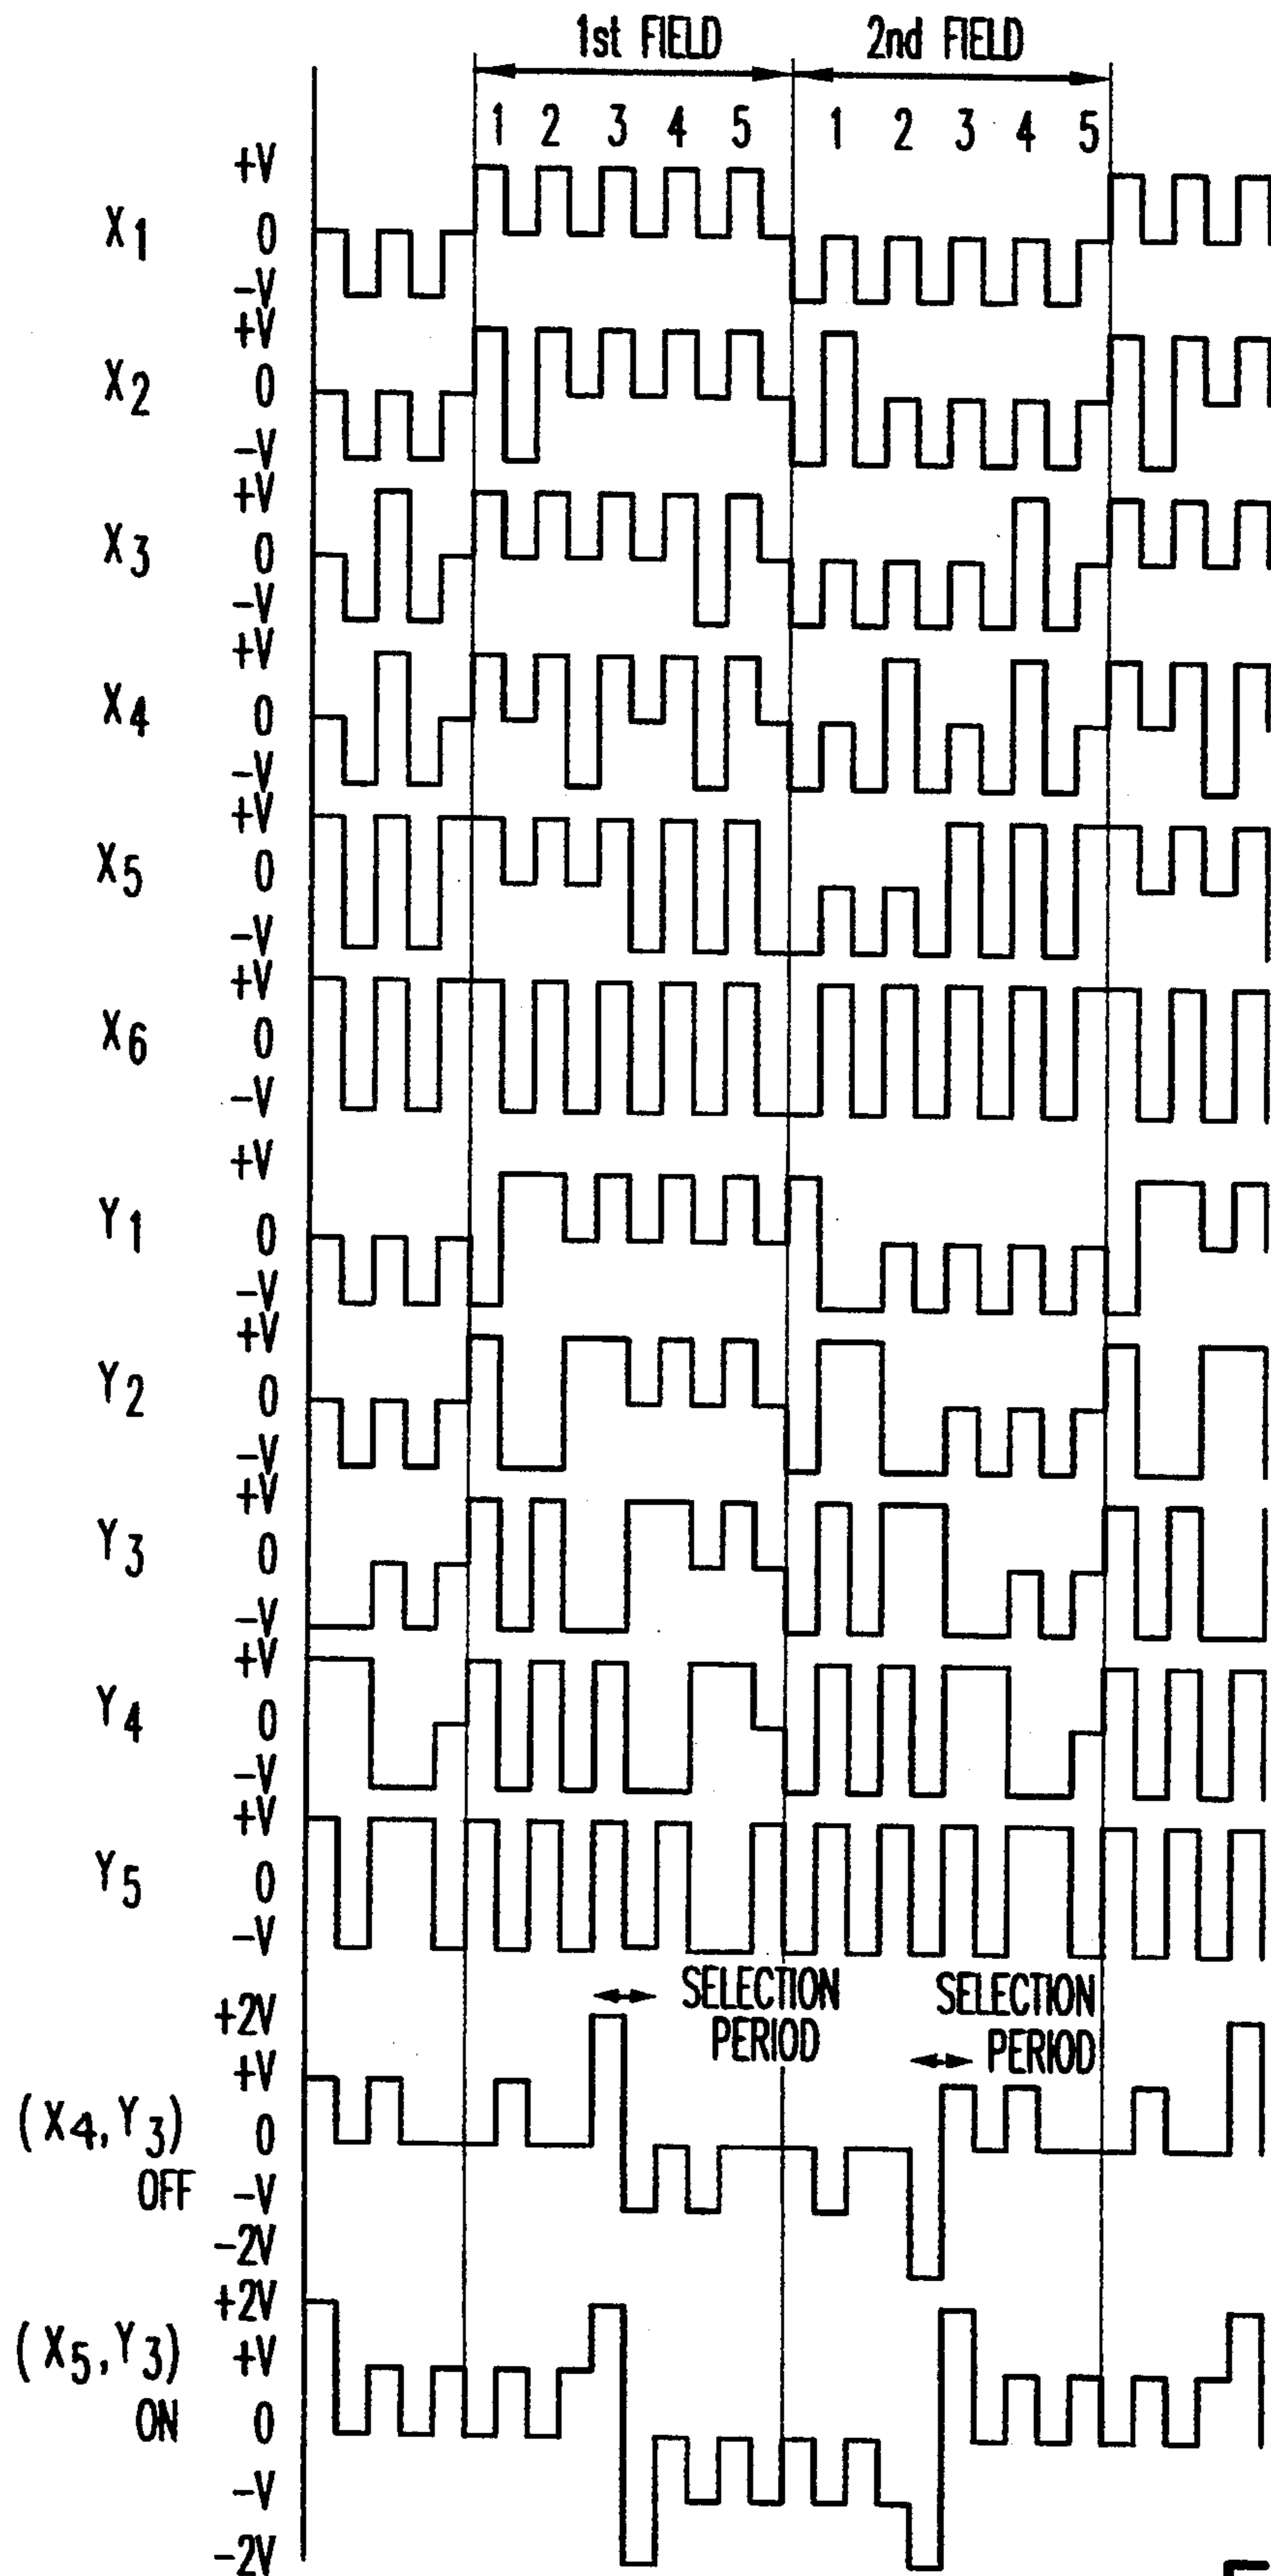 1st FIELD 2nd FIELD
1 2 3 4 5 1 2 3 4 5
+V
X1 0
-V
+V
X2 0
-V
+V
X3 0
-V
+V
X4 0
-V
+V
X5 0
-V
+V
X6 0
-V
+V
Y1 0
-V
+V
Y2 0
-V
+V
Y3 0
-V
+V
Y4 0
-V
+V
Y5 0
-V
SELECTION PERIOD
SELECTION PERIOD
+2V
+V
(X4, Y3) 0
OFF -V
-2V
+2V
(X5, Y3) +V
ON 0
-V
-2V